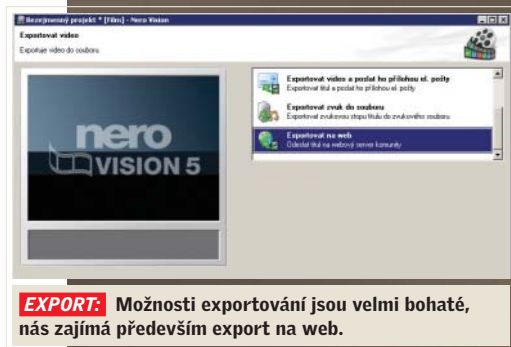 Bezejmenný projekt * [Film] - Nero Vision
Exportovat video
Exportuje video do souboru
nero
VISION 5
Exportovat video a poslat ho přílohou el. pošty
Exportovat titul a poslat ho přílohou el. pošty
Exportovat zvuk do souboru
Exportovat zvukovou stopu titulu do zvukového souboru
Exportovat na web
Odeslat titul na webový server komunity
EXPORT: Možnosti exportování jsou velmi bohaté,
nás zajímá především export na web.